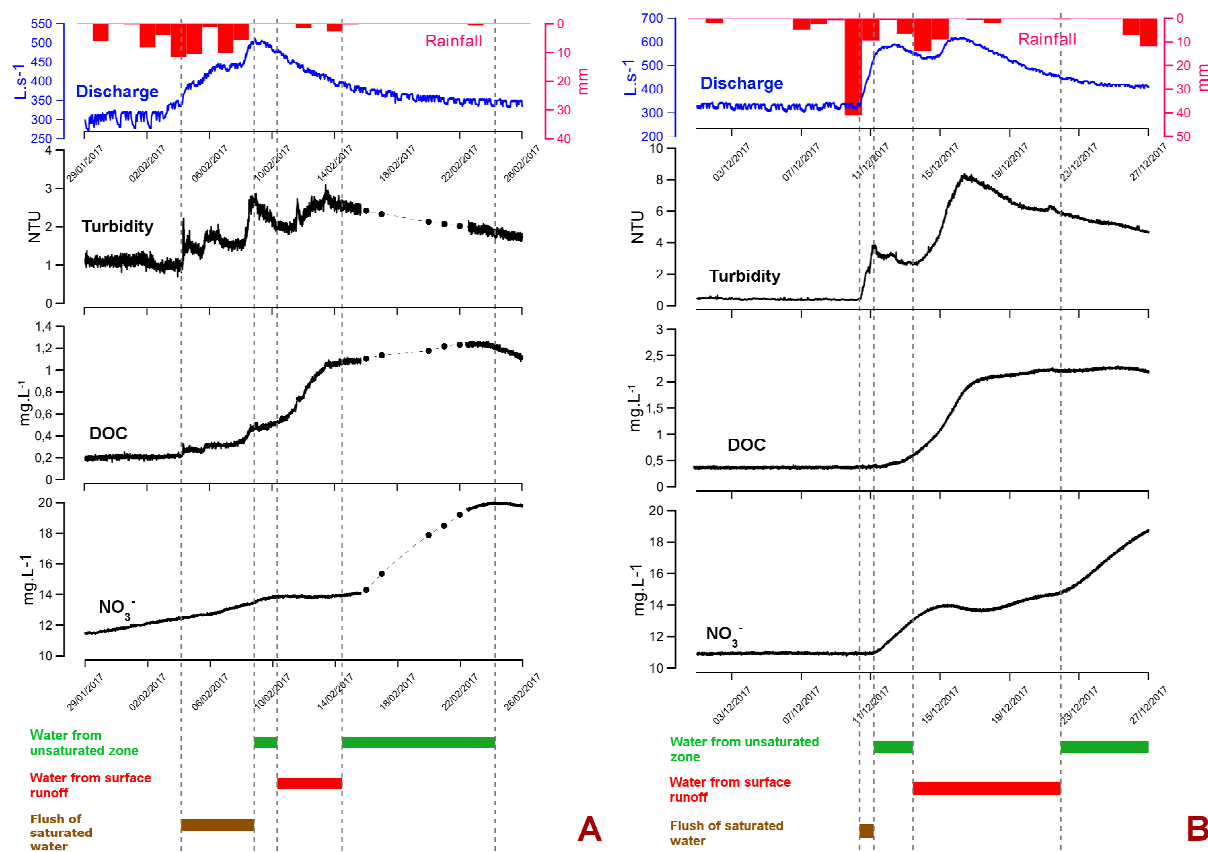 550
500
450
400
350
300
250
L.s-1
Discharge
Rainfall
0
10
20
30
40
mm
29/01/2017
02/02/2017
06/02/2017
10/02/2017
14/02/2017
18/02/2017
22/02/2017
26/02/2017
4
3
2
1
0
NTU
Turbidity
1,4
1,2
1
0,8
0,6
0,4
0,2
0
mg.L-1
DOC
20
18
16
14
12
10
mg.L-1
NO3-
29/01/2017
02/02/2017
06/02/2017
10/02/2017
14/02/2017
18/02/2017
22/02/2017
26/02/2017
Water from
unsaturated zone
Water from surface
runoff
Flush of
saturated
water
A
700
600
500
400
300
200
L.s-1
Discharge
Rainfall
0
10
20
30
40
50
mm
03/12/2017
07/12/2017
11/12/2017
15/12/2017
19/12/2017
23/12/2017
27/12/2017
10
8
6
4
2
0
NTU
Turbidity
3
2,5
2
1,5
1
0,5
0
mg.L-1
DOC
20
18
16
14
12
10
mg.L-1
NO3-
03/12/2017
07/12/2017
11/12/2017
15/12/2017
19/12/2017
23/12/2017
27/12/2017
Water from unsaturated
zone
Water from surface
runoff
Flush of saturated
water
B